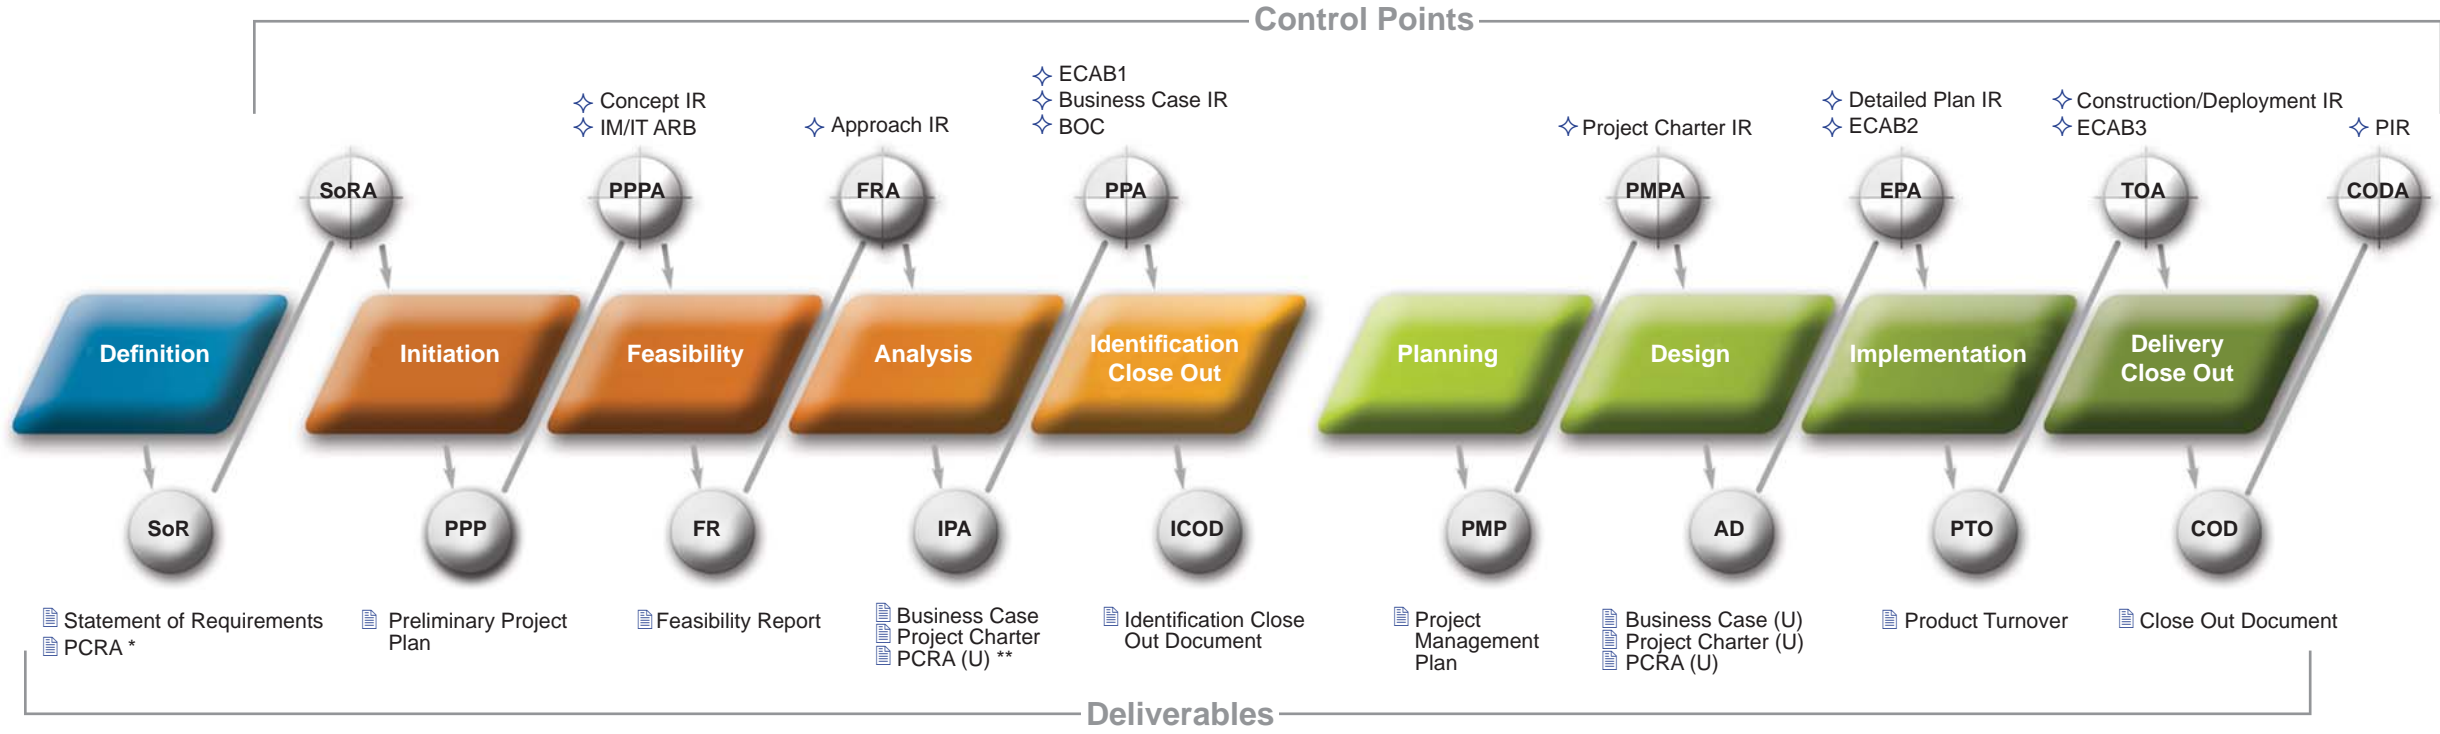 Control Points
ECAB1
Concept IR
Business Case IR
Detailed Plan IR
Construction/Deployment IR
IM/IT ARB
Approach IR
BOC
Project Charter IR
ECAB2
ECAB3
PIR
SoRA
PPPA
FRA
PPA
PMPA
EPA
TOA
CODA
Definition
Initiation
Feasibility
Analysis
Identification
Close Out
Planning
Design
Implementation
Delivery
Close Out
SoR
PPP
FR
IPA
ICOD
PMP
AD
PTO
COD
Statement of Requirements
PCRA *
Preliminary Project
Plan
Feasibility Report
Business Case
Project Charter
PCRA (U) **
Identification Close
Out Document
Project
Management
Plan
Business Case (U)
Project Charter (U)
PCRA (U)
Product Turnover
Close Out Document
Deliverables